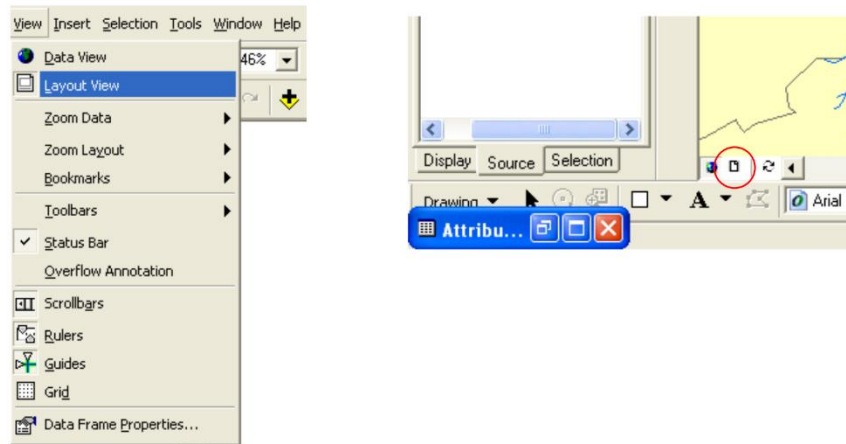 View Insert Selection Tools Window Help
Data View
46%
Layout View
Zoom Data
Zoom Layout
Bookmarks
Toolbars
Status Bar
Overflow Annotation
Scrollbars
Rulers
Guides
Grid
Data Frame Properties...
Display Source Selection
Drawing A Arial
Attribu...